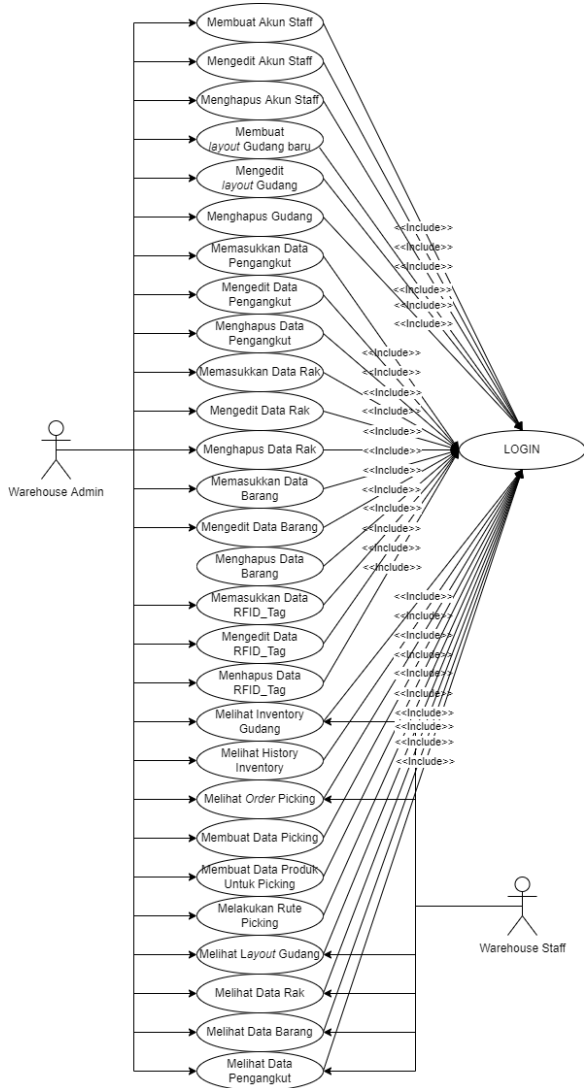 Membuat Akun Staff
Mengedit Akun Staff
Menghapus Akun Staff
Membuat
layout Gudang baru
Mengedit
layout Gudang
Menghapus Gudang
<<Include>>
<<Include>>
<<Include>>
<<Include>>
<<Include>>
<<Include>>
Memasukkan Data
Pengangkut
Mengedit Data
Pengangkut
Menghapus Data
Pengangkut
Memasukkan Data Rak
Mengedit Data Rak
Menghapus Data Rak
Memasukkan Data
Barang
Mengedit Data Barang
Menghapus Data
Barang
Memasukkan Data
RFID_Tag
Mengedit Data
RFID_Tag
Menhapus Data
RFID_Tag
<<Include>>
<<Include>>
<<Include>>
<<Include>>
<<Include>>
<<Include>>
<<Include>>
<<Include>>
<<Include>>
<<Include>>
<<Include>>
<<Include>>
LOGIN
Warehouse Admin
Melihat Inventory
Gudang
Melihat History
Inventory
Melihat Order Picking
Membuat Data Picking
Membuat Data Produk
Untuk Picking
Melakukan Rute
Picking
Melihat Layout Gudang
Melihat Data Rak
Melihat Data Barang
Melihat Data
Pengangkut
<<Include>>
<<Include>>
<<Include>>
<<Include>>
<<Include>>
<<Include>>
<<Include>>
<<Include>>
<<Include>>
<<Include>>
Warehouse Staff